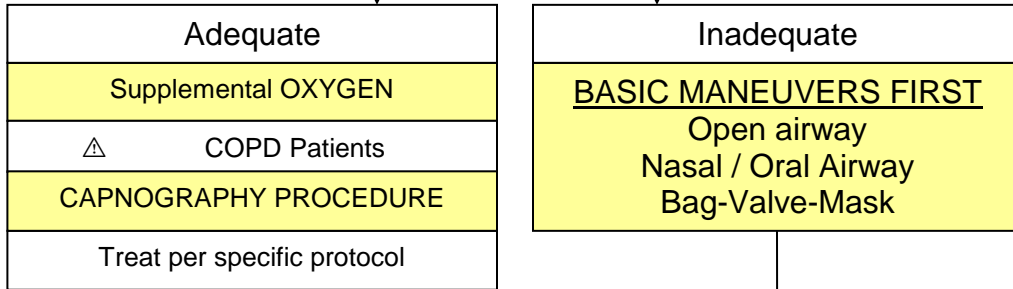 Adequate
Supplemental OXYGEN
⚠ COPD Patients
CAPNOGRAPHY PROCEDURE
Treat per specific protocol
Inadequate
BASIC MANEUVERS FIRST
Open airway
Nasal / Oral Airway
Bag-Valve-Mask